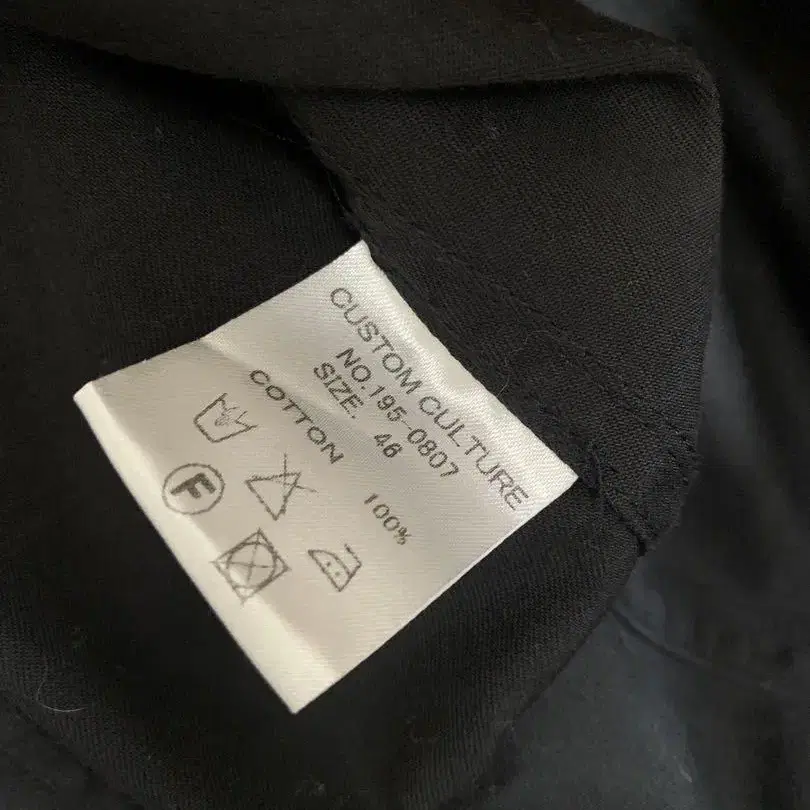 CUSTOM CULTURE
NO.195-0807
SIZE. 46
COTTON 100%
F